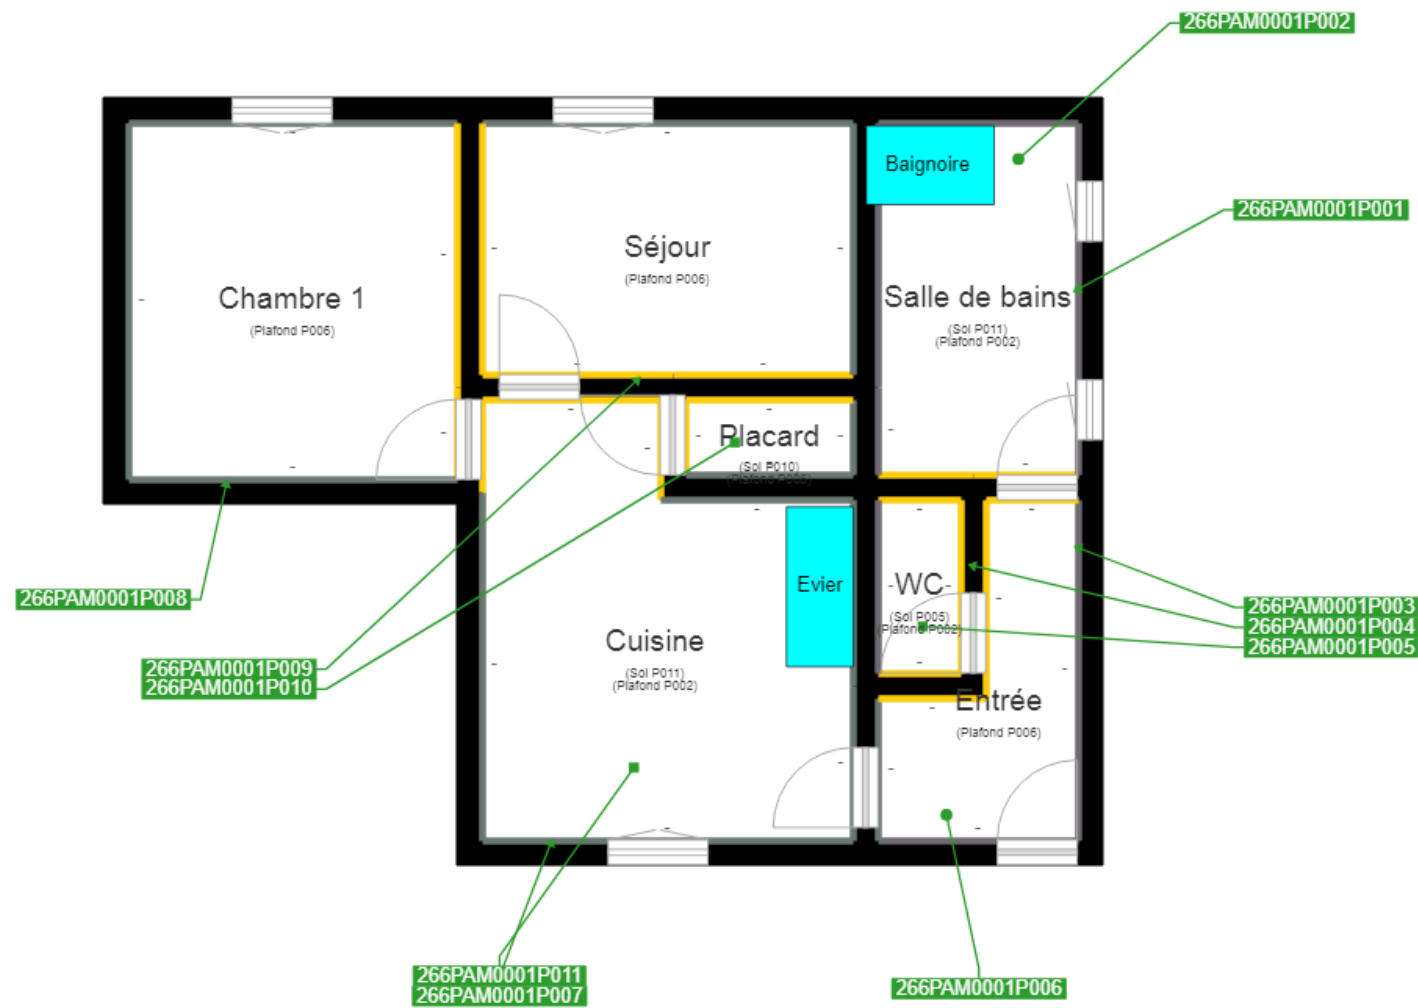 266PAM0001P002
Baignoire
266PAM0001P001
Séjour
(Plafond P006)
Chambre 1
(Plafond P006)
Salle de bains
(Sol P011)
(Plafond P002)
Placard
(Sol P010)
(Plafond P006)
Evier
WC
(Sol P005)
(Plafond P002)
266PAM0001P008
266PAM0001P003
266PAM0001P004
266PAM0001P005
Cuisine
(Sol P011)
(Plafond P002)
266PAM0001P009
266PAM0001P010
Entrée
(Plafond P006)
266PAM0001P011
266PAM0001P007
266PAM0001P006